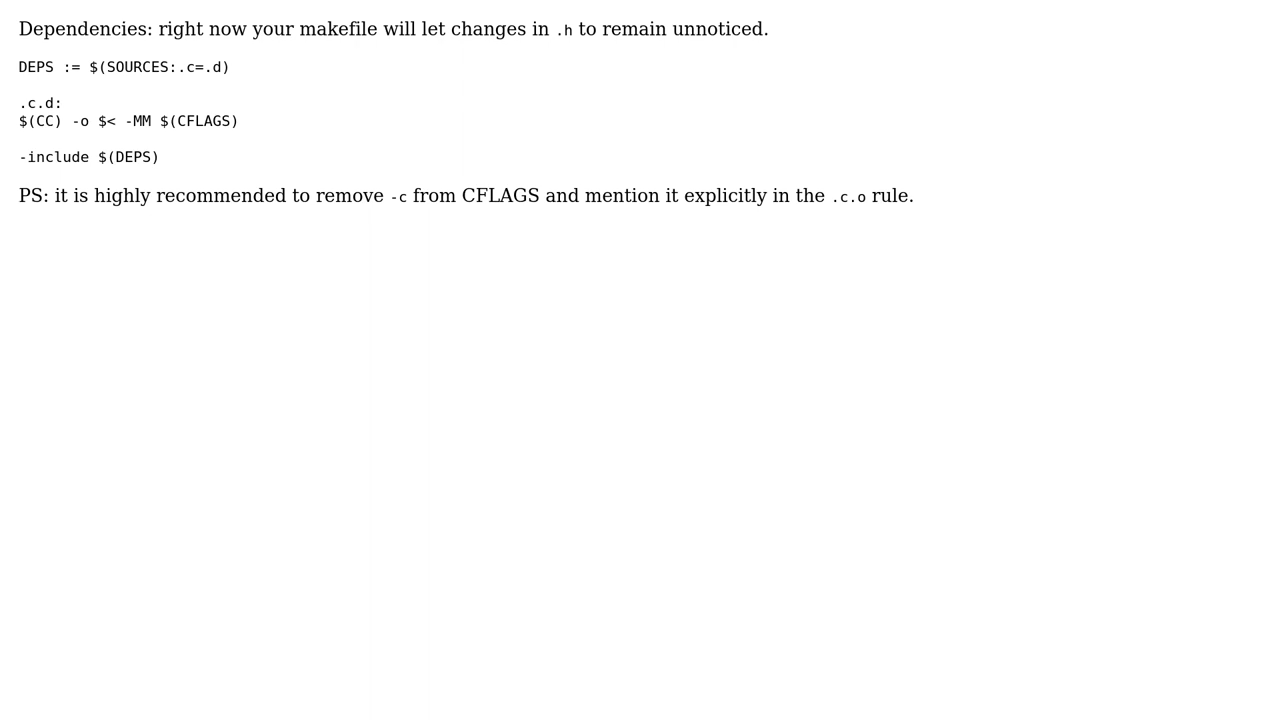 Dependencies: right now your makefile will let changes in .h to remain unnoticed.
DEPS := $(SOURCES:.c=.d)
.c.d:
$(CC) -o $< -MM $(CFLAGS)
-include $(DEPS)
PS: it is highly recommended to remove -c from CFLAGS and mention it explicitly in the .c.o rule.